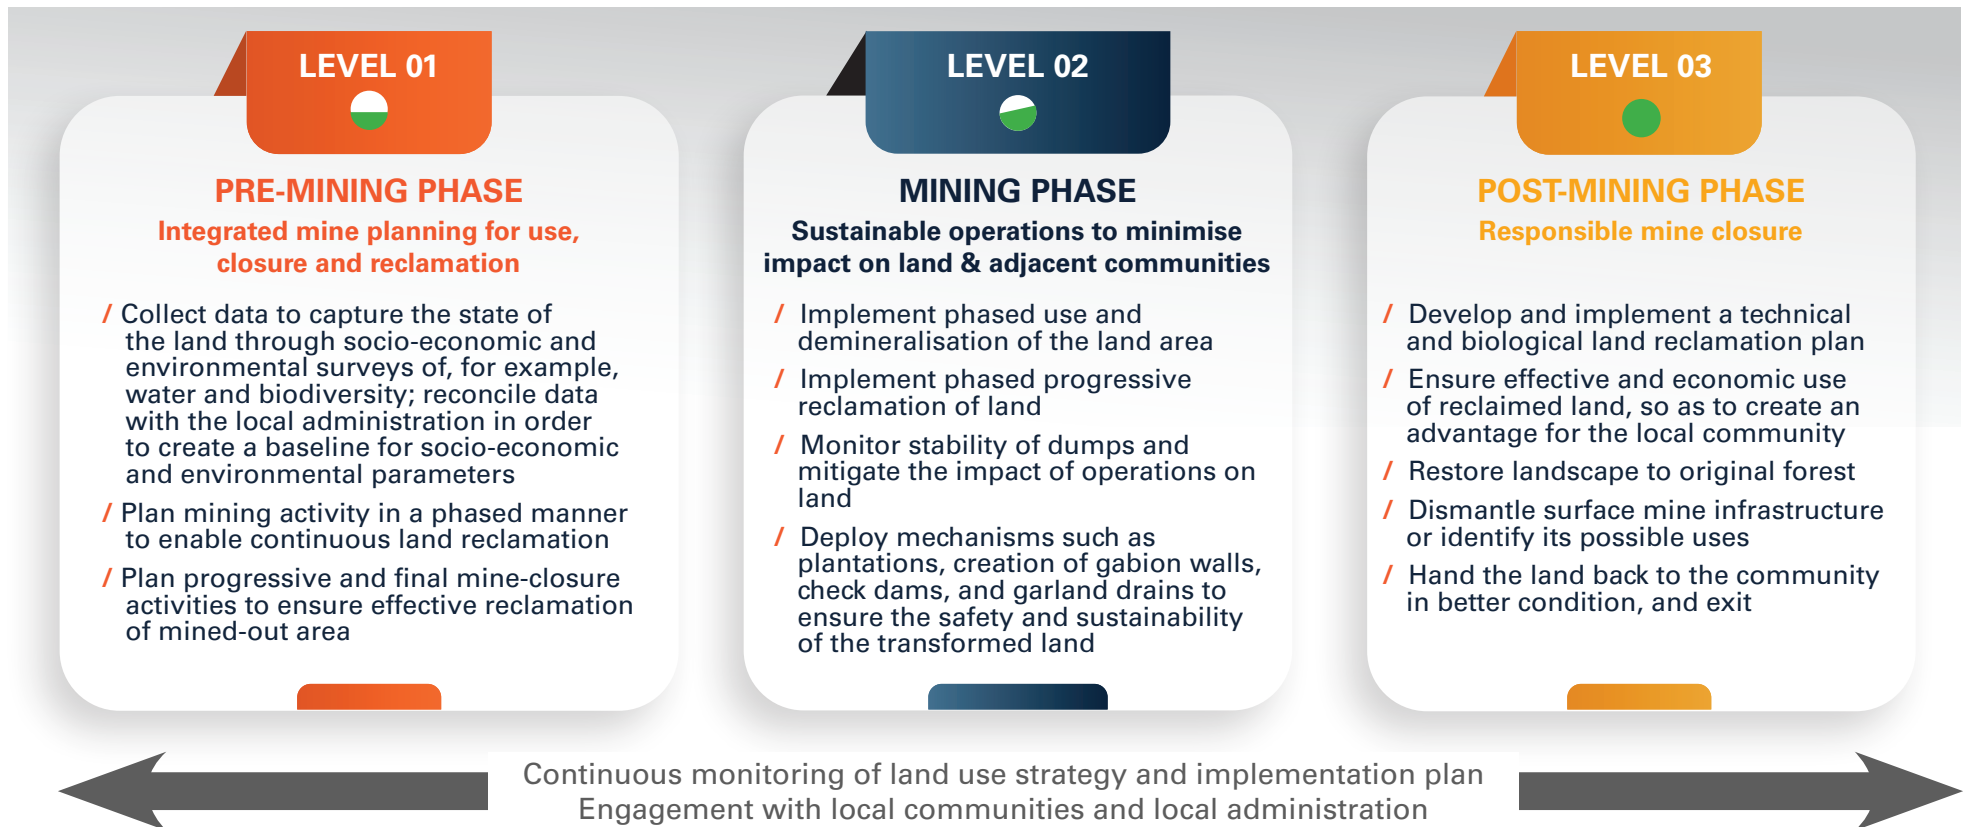 LEVEL 01
PRE-MINING PHASE
Integrated mine planning for use,
closure and reclamation
/ Collect data to capture the state of
the land through socio-economic and
environmental surveys of, for example,
water and biodiversity; reconcile data
with the local administration in order
to create a baseline for socio-economic
and environmental parameters
/ Plan mining activity in a phased manner
to enable continuous land reclamation
/ Plan progressive and final mine-closure
activities to ensure effective reclamation
of mined-out area
LEVEL 02
MINING PHASE
Sustainable operations to minimise
impact on land & adjacent communities
/ Implement phased use and
demineralisation of the land area
/ Implement phased progressive
reclamation of land
/ Monitor stability of dumps and
mitigate the impact of operations on
land
/ Deploy mechanisms such as
plantations, creation of gabion walls,
check dams, and garland drains to
ensure the safety and sustainability
of the transformed land
LEVEL 03
POST-MINING PHASE
Responsible mine closure
/ Develop and implement a technical
and biological land reclamation plan
/ Ensure effective and economic use
of reclaimed land, so as to create an
advantage for the local community
/ Restore landscape to original forest
/ Dismantle surface mine infrastructure
or identify its possible uses
/ Hand the land back to the community
in better condition, and exit
Continuous monitoring of land use strategy and implementation plan
Engagement with local communities and local administration